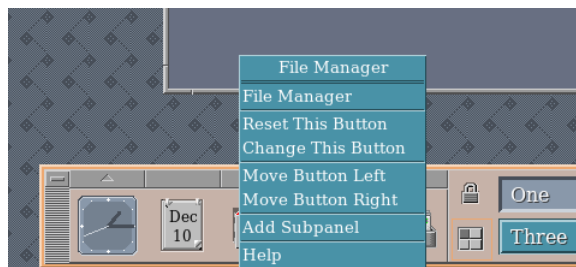 File Manager
File Manager
Reset This Button
Change This Button
Move Button Left
Move Button Right
Add Subpanel
Help
Dec
10
One
Three